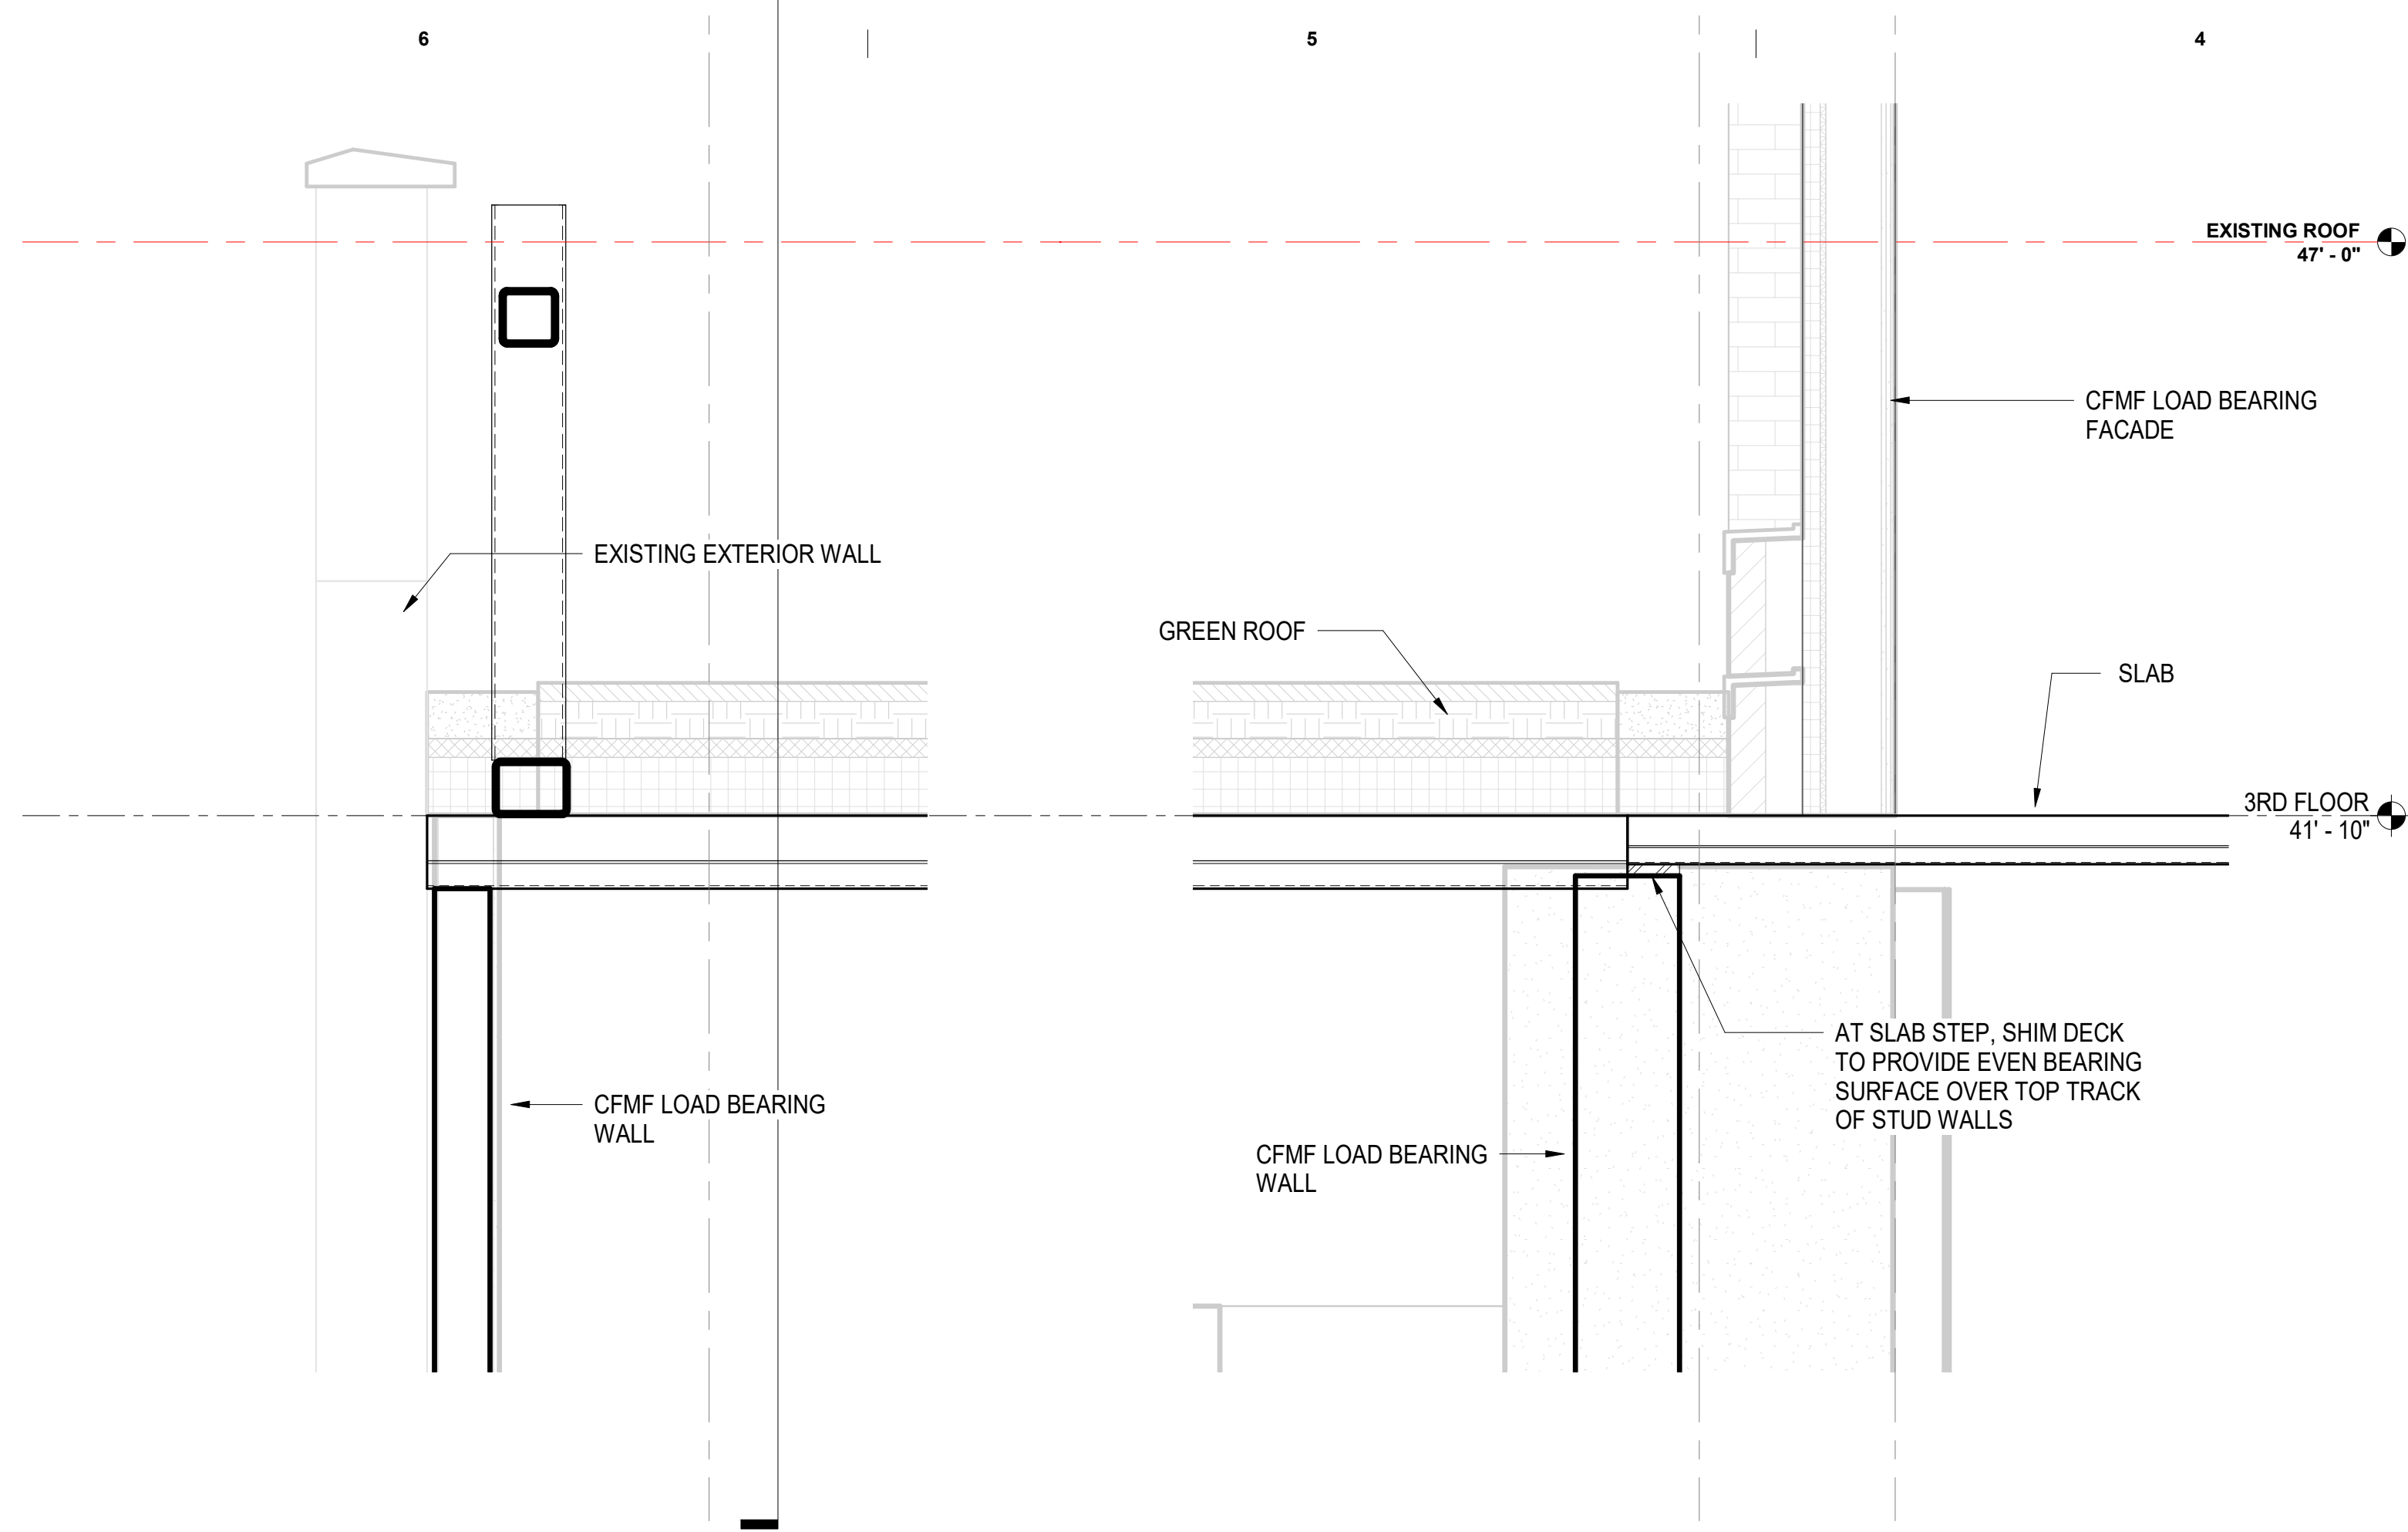 6
5
4
EXISTING ROOF
47' - 0"
CFMF LOAD BEARING
FACADE
EXISTING EXTERIOR WALL
GREEN ROOF
SLAB
3RD FLOOR
41' - 10"
AT SLAB STEP, SHIM DECK
TO PROVIDE EVEN BEARING
SURFACE OVER TOP TRACK
OF STUD WALLS
CFMF LOAD BEARING
WALL
CFMF LOAD BEARING
WALL